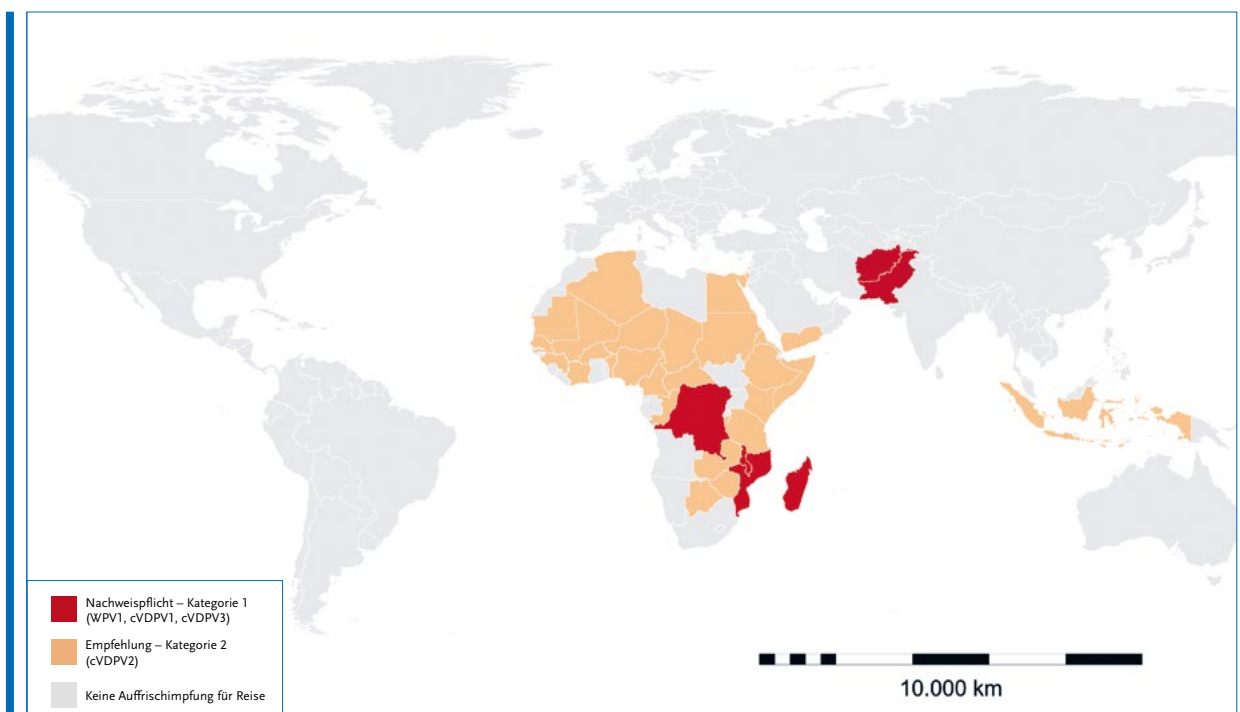 Nachweispflicht – Kategorie 1
(WPV1, cVDPV1, cVDPV3)
Empfehlung – Kategorie 2
(cVDPV2)
Keine Auffrischimpfung für Reise
10.000 km